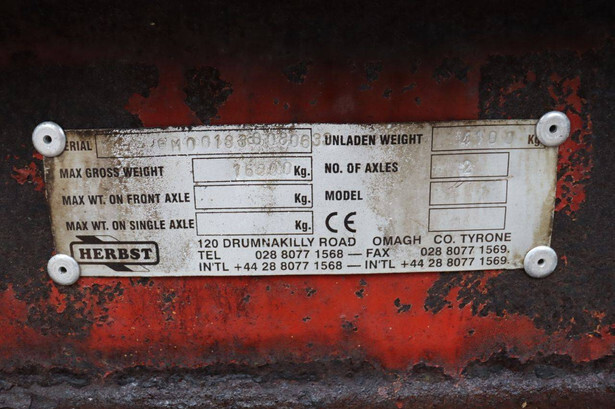 SERIAL UNLADEN WEIGHT Kg.
MAX GROSS WEIGHT Kg. NO. OF AXLES 2
MAX WT. ON FRONT AXLE Kg. MODEL
MAX WT. ON SINGLE AXLE Kg. CE
HERBST
120 DRUMNAKILLY ROAD OMAGH CO. TYRONE
TEL 028 8077 1568 — FAX 028 8077 1569.
IN'TL +44 28 8077 1568 — IN'TL +44 28 8077 1569.